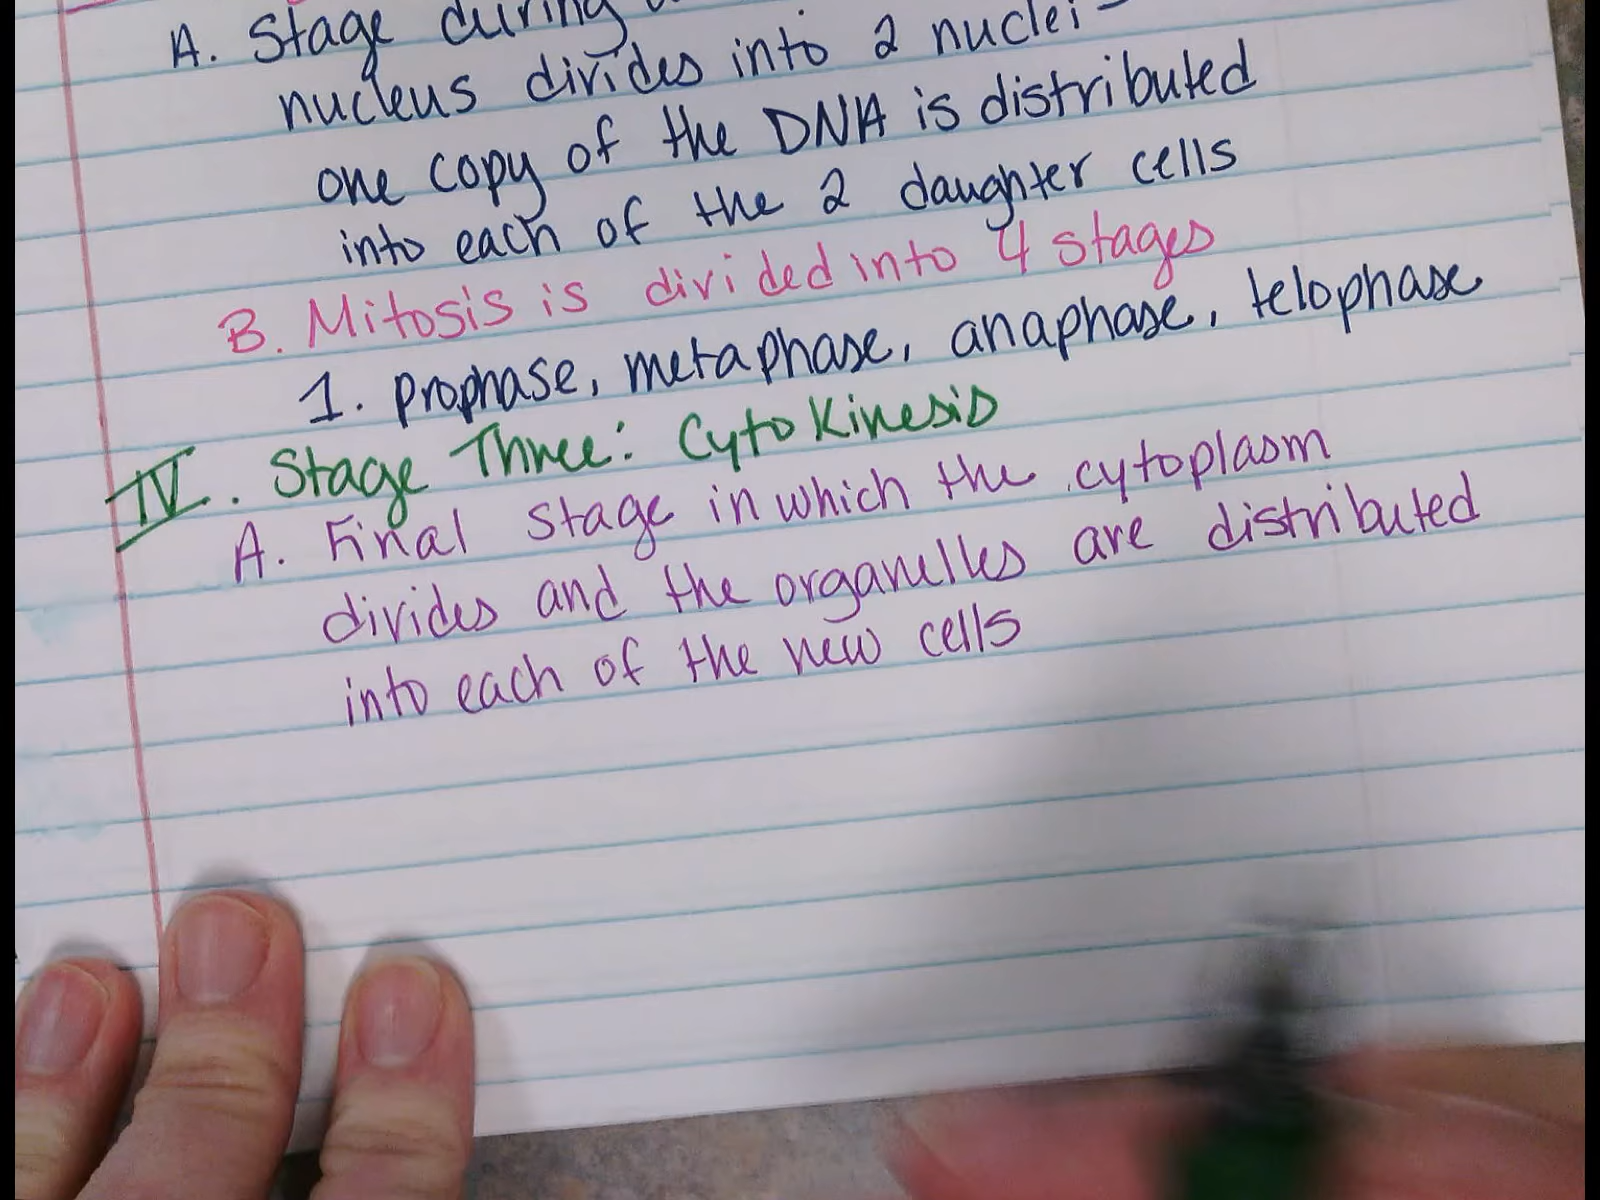 A. Stage during
nucleus divides into 2 nuclei -
one copy of the DNA is distributed
into each of the 2 daughter cells
B. Mitosis is divided into 4 stages
1. prophase, metaphase, anaphase, telophase
IV. Stage Three: Cytokinesis
A. Final stage in which the cytoplasm
divides and the organelles are distributed
into each of the new cells